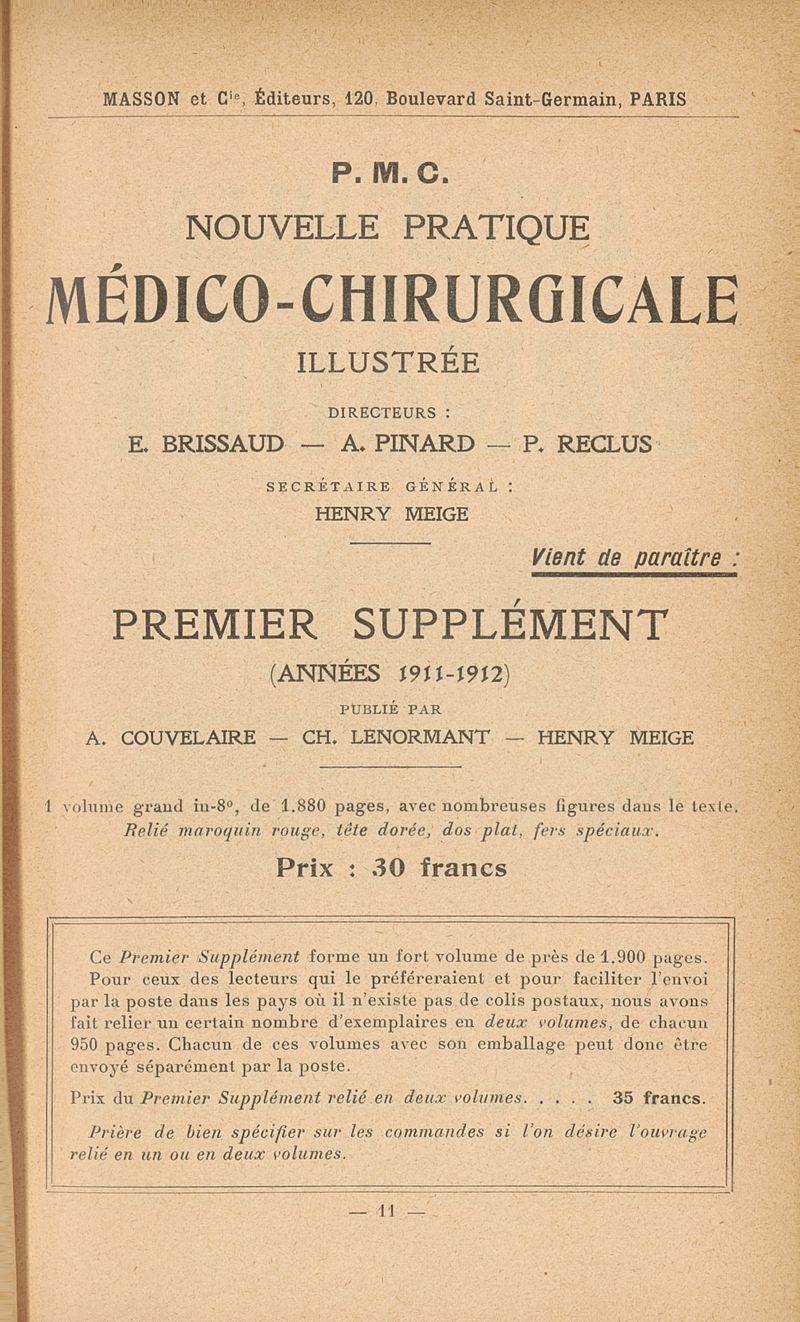 MASSON et Cie, Éditeurs, 120, Boulevard Saint-Germain, PARIS
P. M. C.
NOUVELLE PRATIQUE
MÉDICO-CHIRURGICALE
ILLUSTRÉE
DIRECTEURS :
E. BRISSAUD — A. PINARD — P. RECLUS
SECRÉTAIRE GÉNÉRAL :
HENRY MEIGE
Vient de paraître :
PREMIER SUPPLÉMENT
(ANNÉES 1911-1912)
PUBLIÉ PAR
A. COUVELAIRE — CH. LENORMANT — HENRY MEIGE
1 volume grand in-8º, de 1.880 pages, avec nombreuses figures dans le texte.
Relié maroquin rouge, tête dorée, dos plat, fers spéciaux.
Prix : 30 francs
Ce Premier Supplément forme un fort volume de près de 1.900 pages.
Pour ceux des lecteurs qui le préféreraient et pour faciliter l'envoi
par la poste dans les pays où il n'existe pas de colis postaux, nous avons
fait relier un certain nombre d'exemplaires en deux volumes, de chacun
950 pages. Chacun de ces volumes avec son emballage peut donc être
envoyé séparément par la poste.
Prix du Premier Supplément relié en deux volumes. . . . . 35 francs.
Prière de bien spécifier sur les commandes si l'on désire l'ouvrage
relié en un ou en deux volumes.
— 11 —